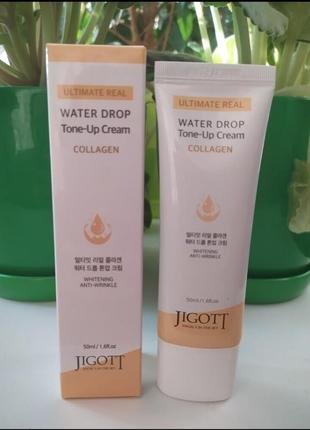 ULTIMATE REAL
WATER DROP
Tone-Up Cream
COLLAGEN
얼티밋 리얼 콜라겐
워터 드롭 톤업 크림
WHITENING
ANTI-WRINKLE
50ml / 1.6fl.oz
JIGOTT
ULTIMATE REAL
WATER DROP
Tone-Up Cream
COLLAGEN
얼티밋 리얼 콜라겐
워터 드롭 톤업 크림
WHITENING
ANTI-WRINKLE
50ml / 1.6fl.oz
JIGOTT